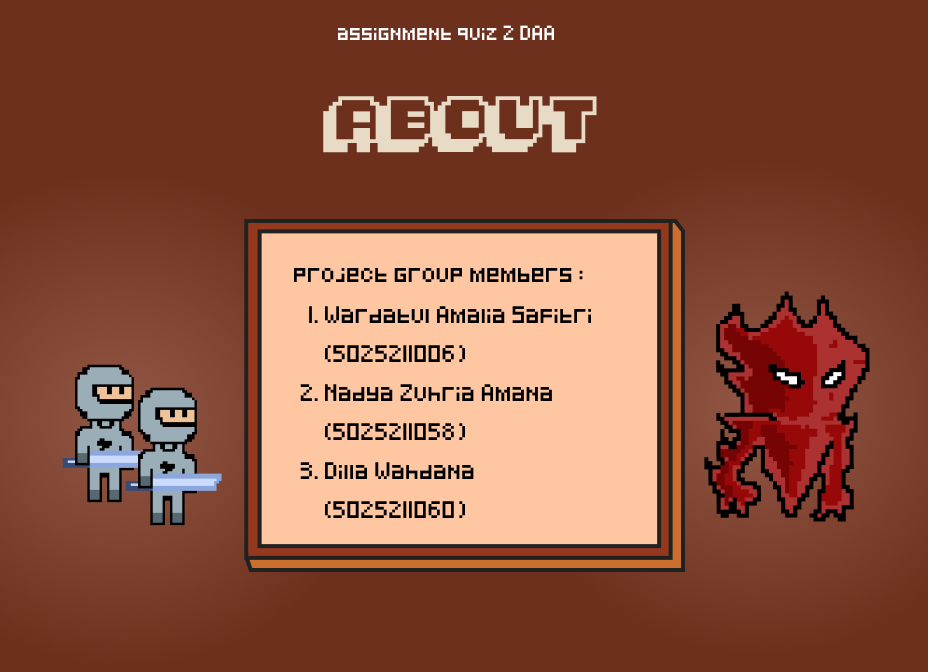 assignment quiz 2 DAA
ABOUT
Project Group Members :
1. Wardatul Amalia Safitri
(5025211006)
2. Nadya Zuhria Amana
(5025211058)
3. Dilla Wahdana
(5025211060)